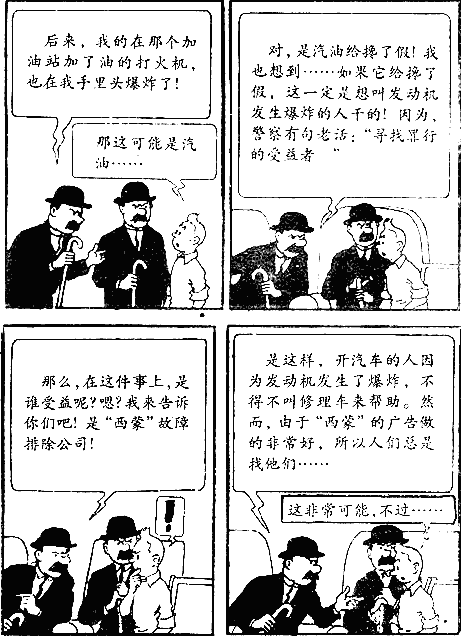 后来，我的在那个加
油站加了油的打火机，
也在我手里头爆炸了！
那这可能是汽
油……
对，是汽油给搀了假！我
也想到……如果它给搀了
假，这一定是想叫发动机
发生爆炸的人干的！因为、
警察有句老话：“寻找罪行
的受益者　”
那么，在这件事上，是
谁受益呢？嗯？我来告诉
你们吧！是“西蒙”故障
排除公司！
！
是这样，开汽车的人因
为发动机发生了爆炸，不
得不叫修理车来帮助。然
而，由于“西蒙”的广告做
的非常好，所以人们总是
找他们……
这非常可能，不过……